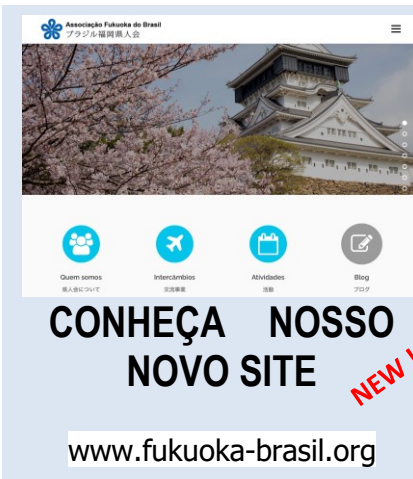 Associação Fukuoka do Brasil
ブラジル福岡県人会
Quem somos
県人会について
Intercâmbios
交流事業
Atividades
活動
Blog
ブログ
CONHEÇA NOSSO
NOVO SITE
NEW
www.fukuoka-brasil.org